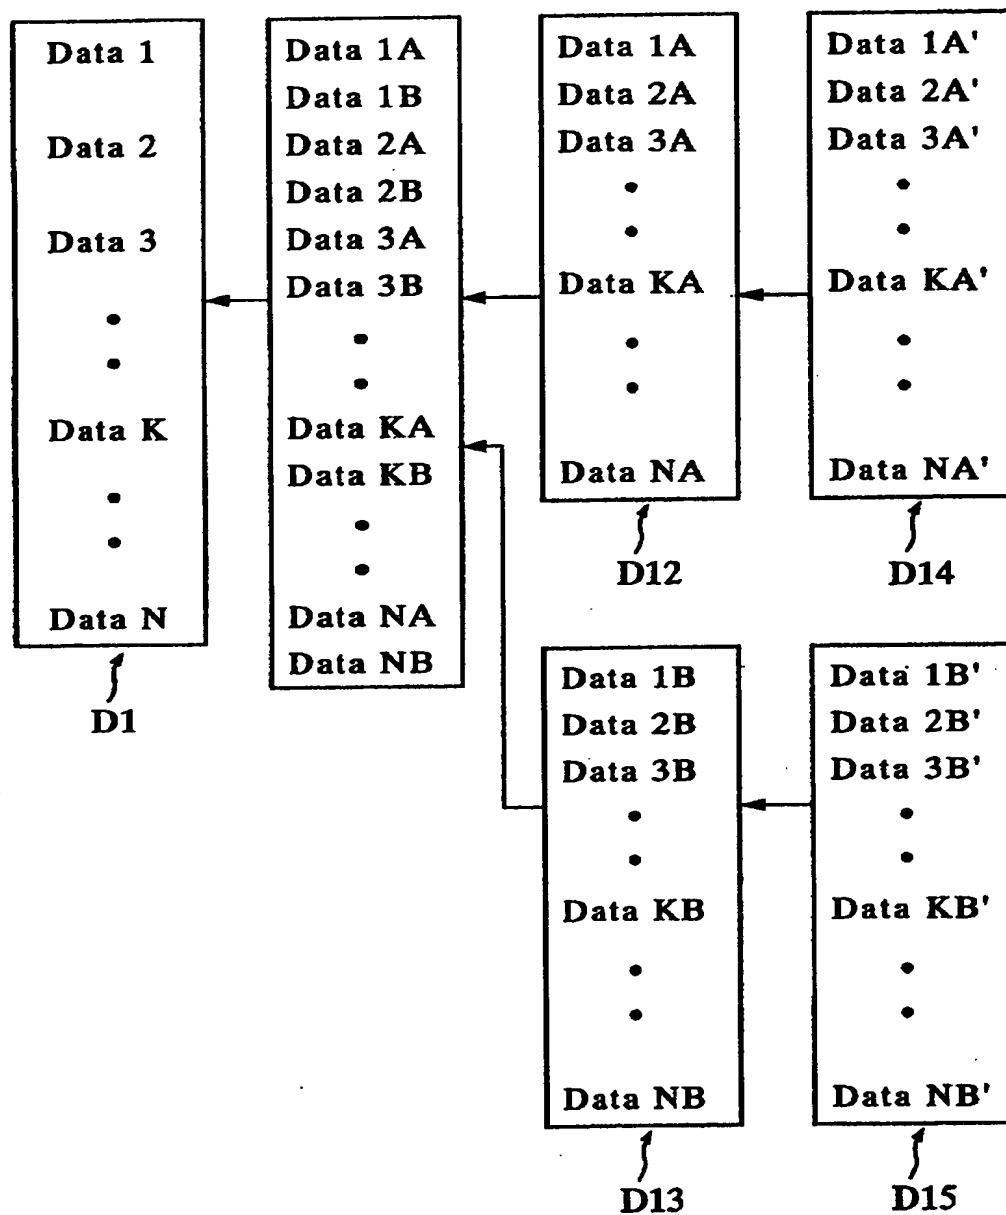 Data 1
Data 2
Data 3
Data K
Data N
D1
Data 1A
Data 1B
Data 2A
Data 2B
Data 3A
Data 3B
Data KA
Data KB
Data NA
Data NB
Data 1A
Data 2A
Data 3A
Data KA
Data NA
D12
Data 1A'
Data 2A'
Data 3A'
Data KA'
Data NA'
D14
Data 1B
Data 2B
Data 3B
Data KB
Data NB
D13
Data 1B'
Data 2B'
Data 3B'
Data KB'
Data NB'
D15